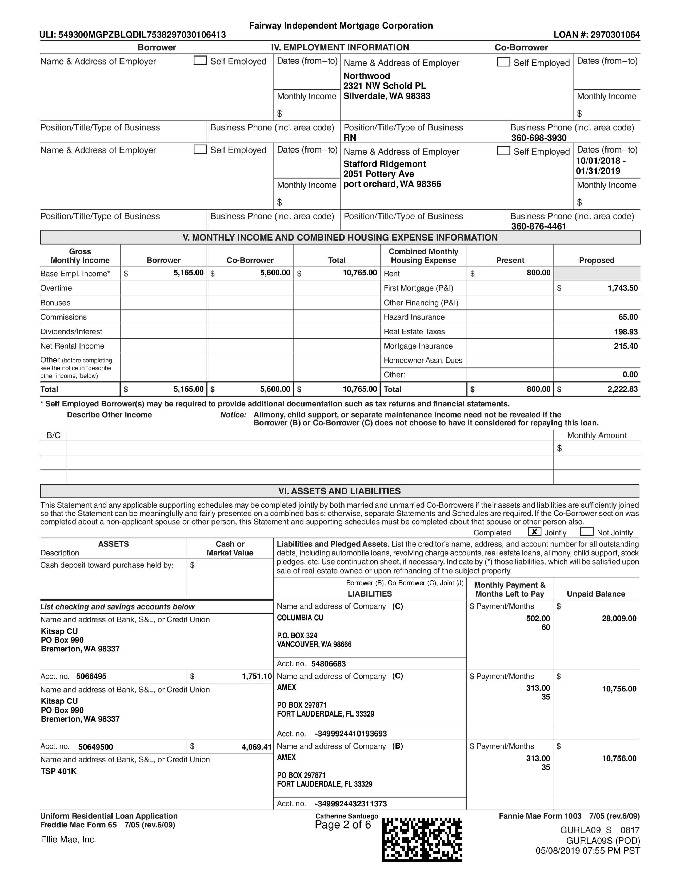 Fairway Independent Mortgage Corporation
ULI: 549300MGPZBLQDIL7538297030106413
LOAN #: 2970301064
Borrower
IV. EMPLOYMENT INFORMATION
Co-Borrower
Name & Address of Employer
Self Employed
Dates (from–to)
Name & Address of Employer
Self Employed
Dates (from–to)
Northwood
2321 NW Schold PL
Monthly Income
Silverdale, WA 98383
Monthly Income
$
$
Position/Title/Type of Business
Business Phone (incl. area code)
Position/Title/Type of Business
Business Phone (incl. area code)
RN
360-698-3930
Name & Address of Employer
Self Employed
Dates (from–to)
Name & Address of Employer
Self Employed
Dates (from–to)
Stafford Ridgemont
10/01/2018 -
2051 Pottery Ave
01/31/2019
Monthly Income
port orchard, WA 98366
Monthly Income
$
$
Position/Title/Type of Business
Business Phone (incl. area code)
Position/Title/Type of Business
Business Phone (incl. area code)
360-876-4461
V. MONTHLY INCOME AND COMBINED HOUSING EXPENSE INFORMATION
Gross
Monthly Income
Borrower
Co-Borrower
Total
Combined Monthly
Housing Expense
Present
Proposed
Base Empl. Income* $ 5,165.00 $ 5,600.00 $ 10,765.00 Rent $ 800.00
Overtime First Mortgage (P&I) $ 1,743.50
Bonuses Other Financing (P&I)
Commissions Hazard Insurance 65.00
Dividends/Interest Real Estate Taxes 198.93
Net Rental Income Mortgage Insurance 215.40
Other (before completing, Homeowner Assn. Dues
see the notice in "describe
other income, below) Other: 0.00
Total $ 5,165.00 $ 5,600.00 $ 10,765.00 Total $ 800.00 $ 2,222.83
* Self Employed Borrower(s) may be required to provide additional documentation such as tax returns and financial statements.
Describe Other Income
Notice: Alimony, child support, or separate maintenance income need not be revealed if the
Borrower (B) or Co-Borrower (C) does not choose to have it considered for repaying this loan.
B/C
Monthly Amount
$
VI. ASSETS AND LIABILITIES
This Statement and any applicable supporting schedules may be completed jointly by both married and unmarried Co-Borrowers if their assets and liabilities are sufficiently joined
so that the Statement can be meaningfully and fairly presented on a combined basis; otherwise, separate Statements and Schedules are required. If the Co-Borrower section was
completed about a non-applicant spouse or other person, this Statement and supporting schedules must be completed about that spouse or other person also.
Completed X Jointly Not Jointly
ASSETS
Description
Cash or
Market Value
Cash deposit toward purchase held by:
$
Liabilities and Pledged Assets. List the creditor's name, address, and account number for all outstanding
debts, including automobile loans, revolving charge accounts, real estate loans, alimony, child support, stock
pledges, etc. Use continuation sheet, if necessary. Indicate by (*) those liabilities, which will be satisfied upon
sale of real estate owned or upon refinancing of the subject property.
Borrower (B), Co-Borrower (C), Joint (J)
LIABILITIES
Monthly Payment &
Months Left to Pay
Unpaid Balance
List checking and savings accounts below
Name and address of Bank, S&L, or Credit Union
Kitsap CU
PO Box 990
Bremerton, WA 98337
Name and address of Company (C)
COLUMBIA CU
P.O. BOX 324
VANCOUVER, WA 98666
Acct. no. 54806683
$ Payment/Months
502.00
60
$
28,009.00
Acct. no. 5066495 $ 1,751.10
Name and address of Bank, S&L, or Credit Union
Kitsap CU
PO Box 990
Bremerton, WA 98337
Name and address of Company (C)
AMEX
PO BOX 297871
FORT LAUDERDALE, FL 33329
Acct. no. -3499924410193693
$ Payment/Months
313.00
35
$
10,756.00
Acct. no. 50649500 $ 4,069.41
Name and address of Bank, S&L, or Credit Union
TSP 401K
Name and address of Company (B)
AMEX
PO BOX 297871
FORT LAUDERDALE, FL 33329
Acct. no. -3499924432311373
$ Payment/Months
313.00
35
$
10,756.00
Uniform Residential Loan Application
Freddie Mac Form 65 7/05 (rev.6/09)
Catherine Santuego
Page 2 of 6
Fannie Mae Form 1003 7/05 (rev.6/09)
Ellie Mae, Inc.
GURLA09_S 0817
GURLA09S (POD)
05/08/2019 07:55 PM PST